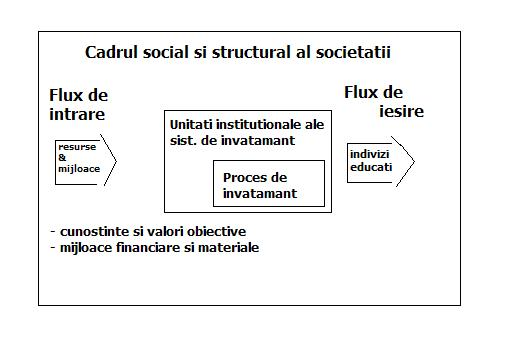 Cadrul social si structural al societatii
Flux de
intrare
resurse
&
mijloace
Unitati institutionale ale
sist. de invatamant
Proces de
invatamant
Flux de
iesire
indivizi
educati
- cunostinte si valori obiective
- mijloace financiare si materiale